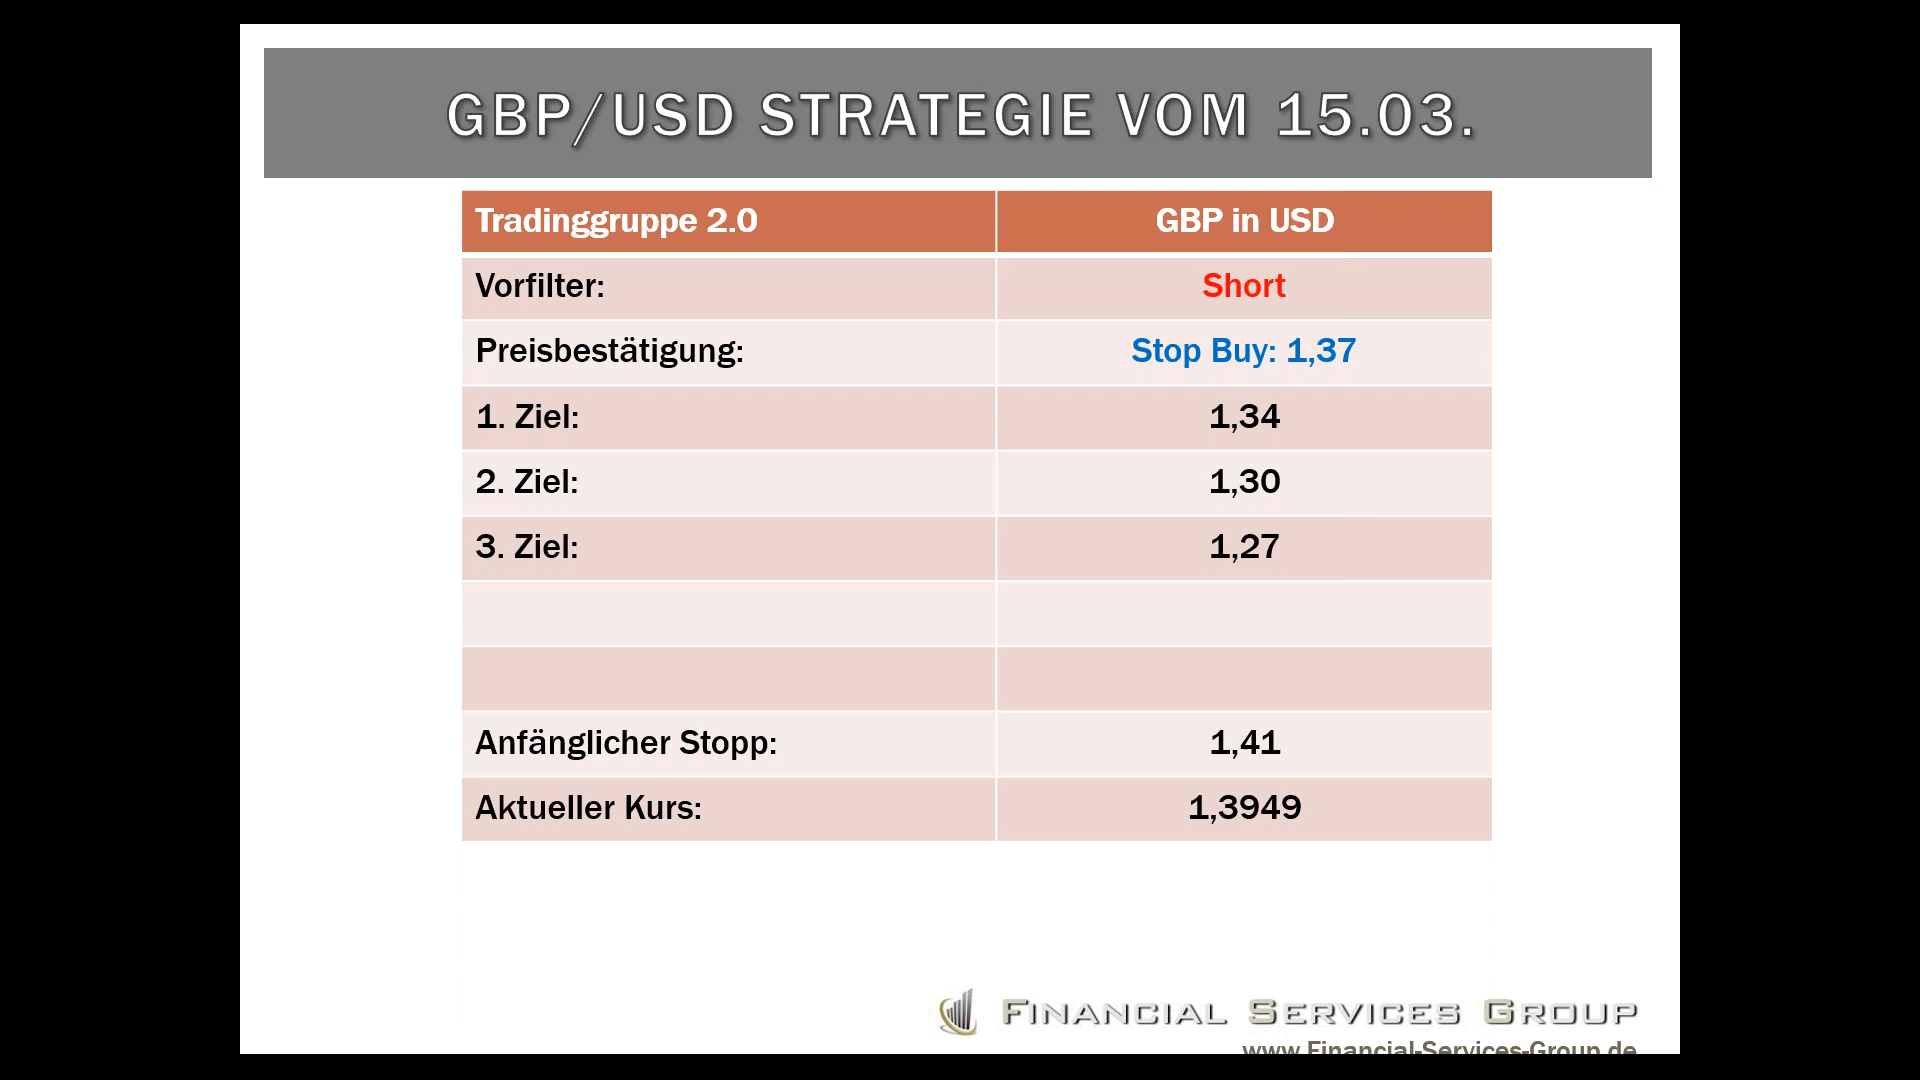 GBP/USD STRATEGIE VOM 15.03.
Tradinggruppe 2.0 GBP in USD
Vorfilter: Short
Preisbestätigung: Stop Buy: 1,37
1. Ziel: 1,34
2. Ziel: 1,30
3. Ziel: 1,27
Anfänglicher Stopp: 1,41
Aktueller Kurs: 1,3949
FINANCIAL SERVICES GROUP
www.Financial-Services-Group.de